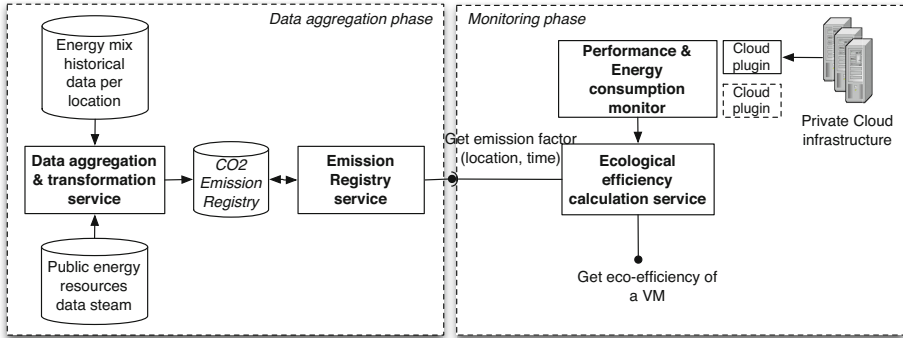 Data aggregation phase
Energy mix
historical
data per
location
Data aggregation
& transformation
service
CO2
Emission
Registry
Emission
Registry
service
Public energy
resources
data steam
Monitoring phase
Performance &
Energy
consumption
monitor
Cloud
plugin
Cloud
plugin
Private Cloud
infrastructure
Get emission factor
(location, time)
Ecological
efficiency
calculation service
Get eco-efficiency of
a VM